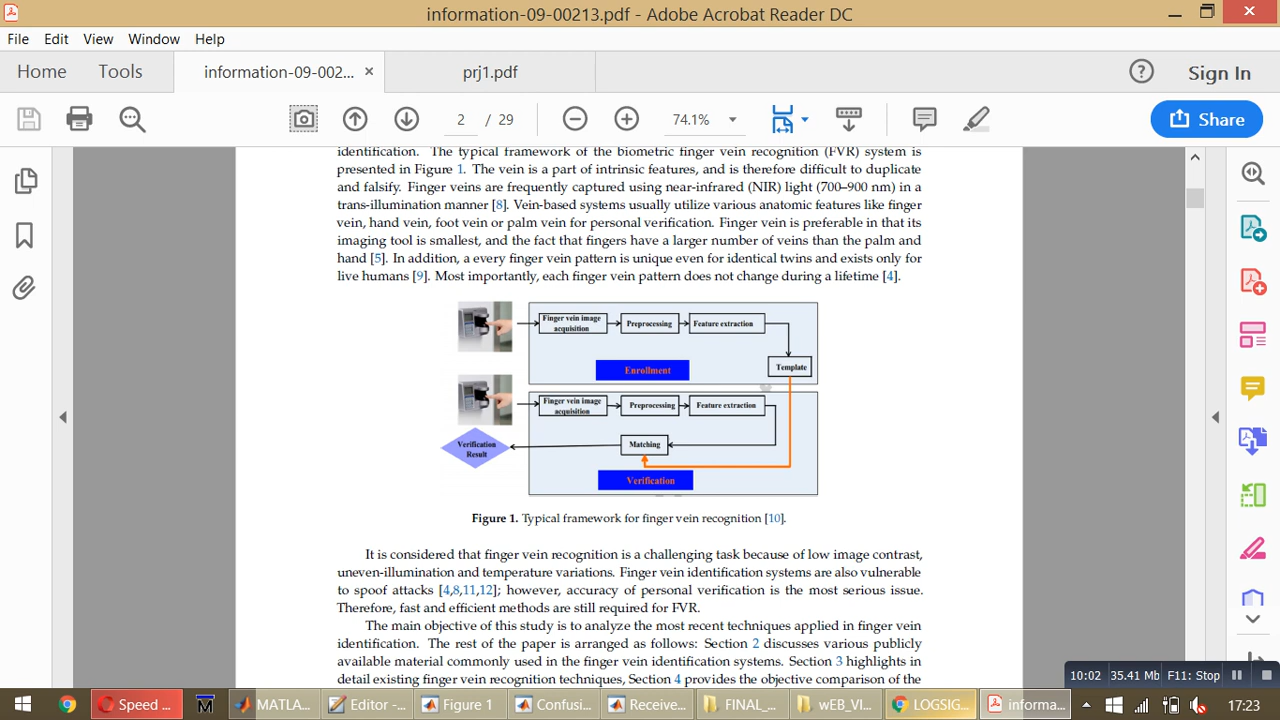 information-09-00213.pdf - Adobe Acrobat Reader DC
File Edit View Window Help
Home Tools information-09-002... × prj1.pdf Sign In
2 / 29 74.1% Share
identification. The typical framework of the biometric finger vein recognition (FVR) system is
presented in Figure 1. The vein is a part of intrinsic features, and is therefore difficult to duplicate
and falsify. Finger veins are frequently captured using near-infrared (NIR) light (700–900 nm) in a
trans-illumination manner [8]. Vein-based systems usually utilize various anatomic features like finger
vein, hand vein, foot vein or palm vein for personal verification. Finger vein is preferable in that its
imaging tool is smallest, and the fact that fingers have a larger number of veins than the palm and
hand [5]. In addition, a every finger vein pattern is unique even for identical twins and exists only for
live humans [9]. Most importantly, each finger vein pattern does not change during a lifetime [4].
Finger vein image
acquisition
Preprocessing
Feature extraction
Template
Enrollment
Finger vein image
acquisition
Preprocessing
Feature extraction
Matching
Verification
Result
Verification
Figure 1. Typical framework for finger vein recognition [10].
It is considered that finger vein recognition is a challenging task because of low image contrast,
uneven-illumination and temperature variations. Finger vein identification systems are also vulnerable
to spoof attacks [4,8,11,12]; however, accuracy of personal verification is the most serious issue.
Therefore, fast and efficient methods are still required for FVR.
The main objective of this study is to analyze the most recent techniques applied in finger vein
identification. The rest of the paper is arranged as follows: Section 2 discusses various publicly
available material commonly used in the finger vein identification systems. Section 3 highlights in
detail existing finger vein recognition techniques, Section 4 provides the objective comparison of the
10:02 35.41 Mb F11: Stop
Speed ... MATLA... Editor -... Figure 1 Confusi... Receive... FINAL_... wEB_VI... LOGSIG... informa... 17:23